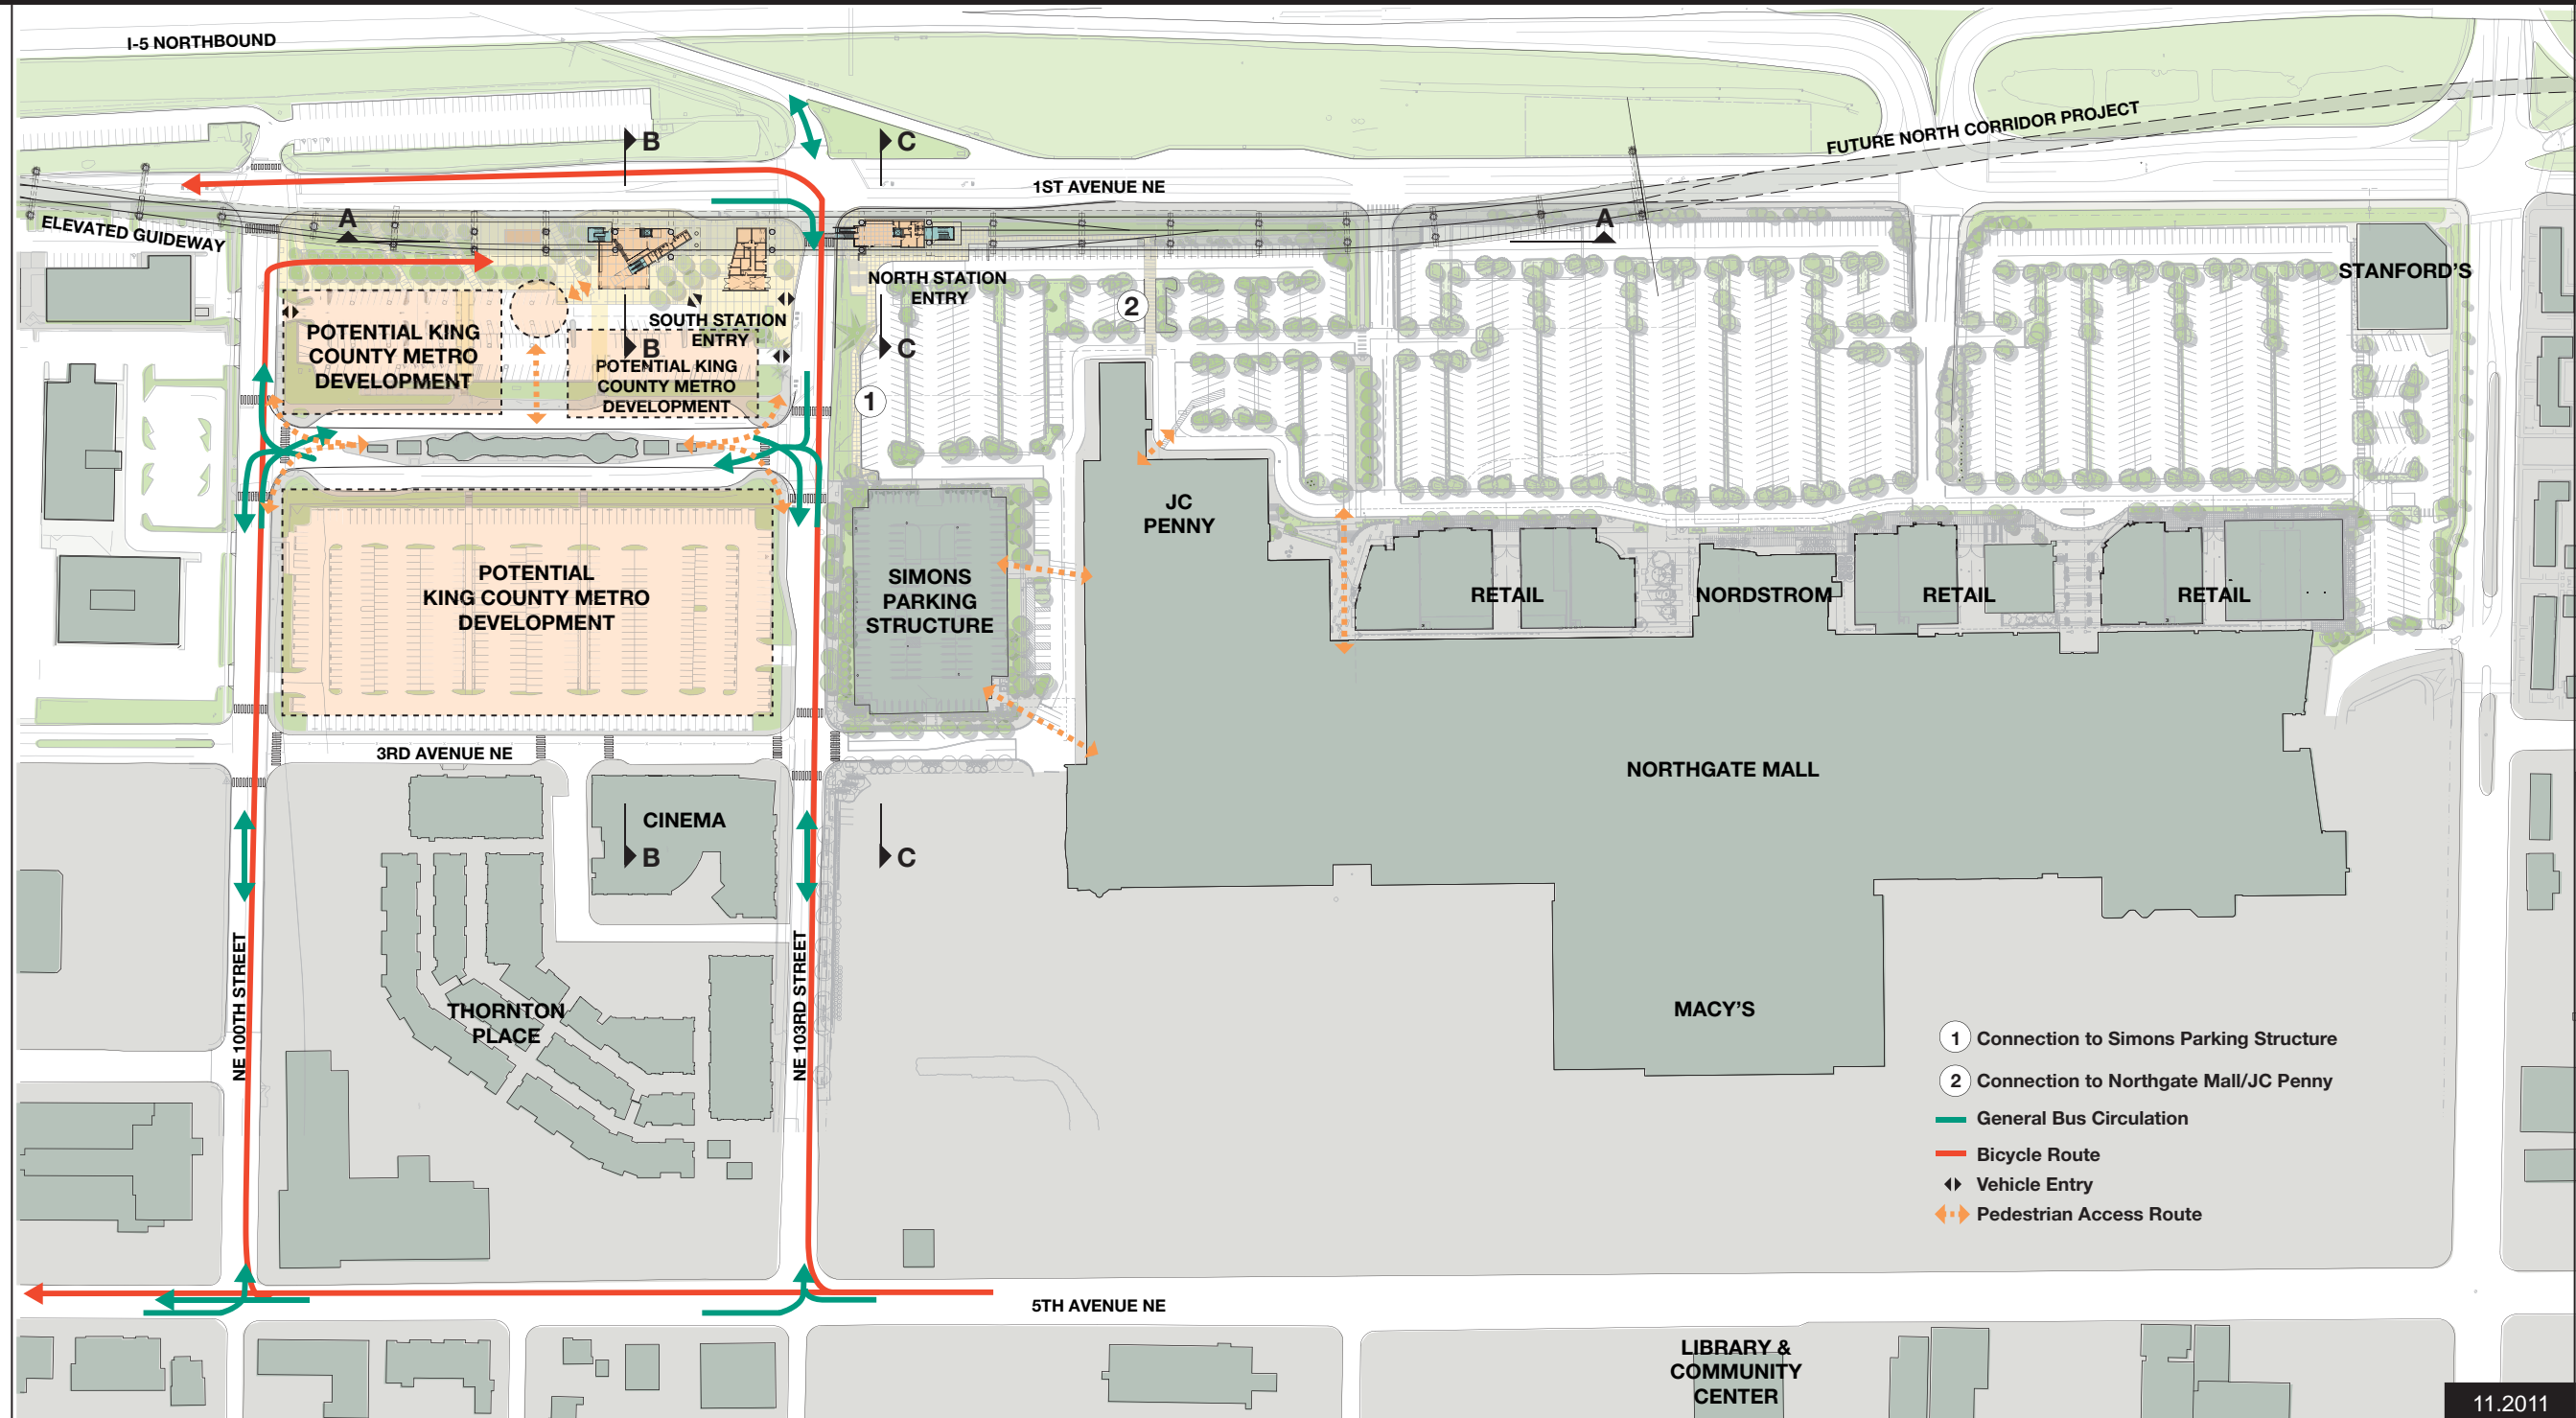 I-5 NORTHBOUND
FUTURE NORTH CORRIDOR PROJECT
B
C
1ST AVENUE NE
A
A
ELEVATED GUIDEWAY
STANFORD'S
NORTH STATION
ENTRY
2
SOUTH STATION
ENTRY
POTENTIAL KING
COUNTY METRO
DEVELOPMENT
B
C
POTENTIAL KING
COUNTY METRO
DEVELOPMENT
1
JC
PENNY
POTENTIAL
KING COUNTY METRO
DEVELOPMENT
SIMONS
PARKING
STRUCTURE
RETAIL
NORDSTROM
RETAIL
RETAIL
3RD AVENUE NE
NORTHGATE MALL
CINEMA
B
C
NE 100TH STREET
NE 103RD STREET
THORNTON
PLACE
MACY'S
1 Connection to Simons Parking Structure
2 Connection to Northgate Mall/JC Penny
General Bus Circulation
Bicycle Route
Vehicle Entry
Pedestrian Access Route
5TH AVENUE NE
LIBRARY &
COMMUNITY
CENTER
11.2011